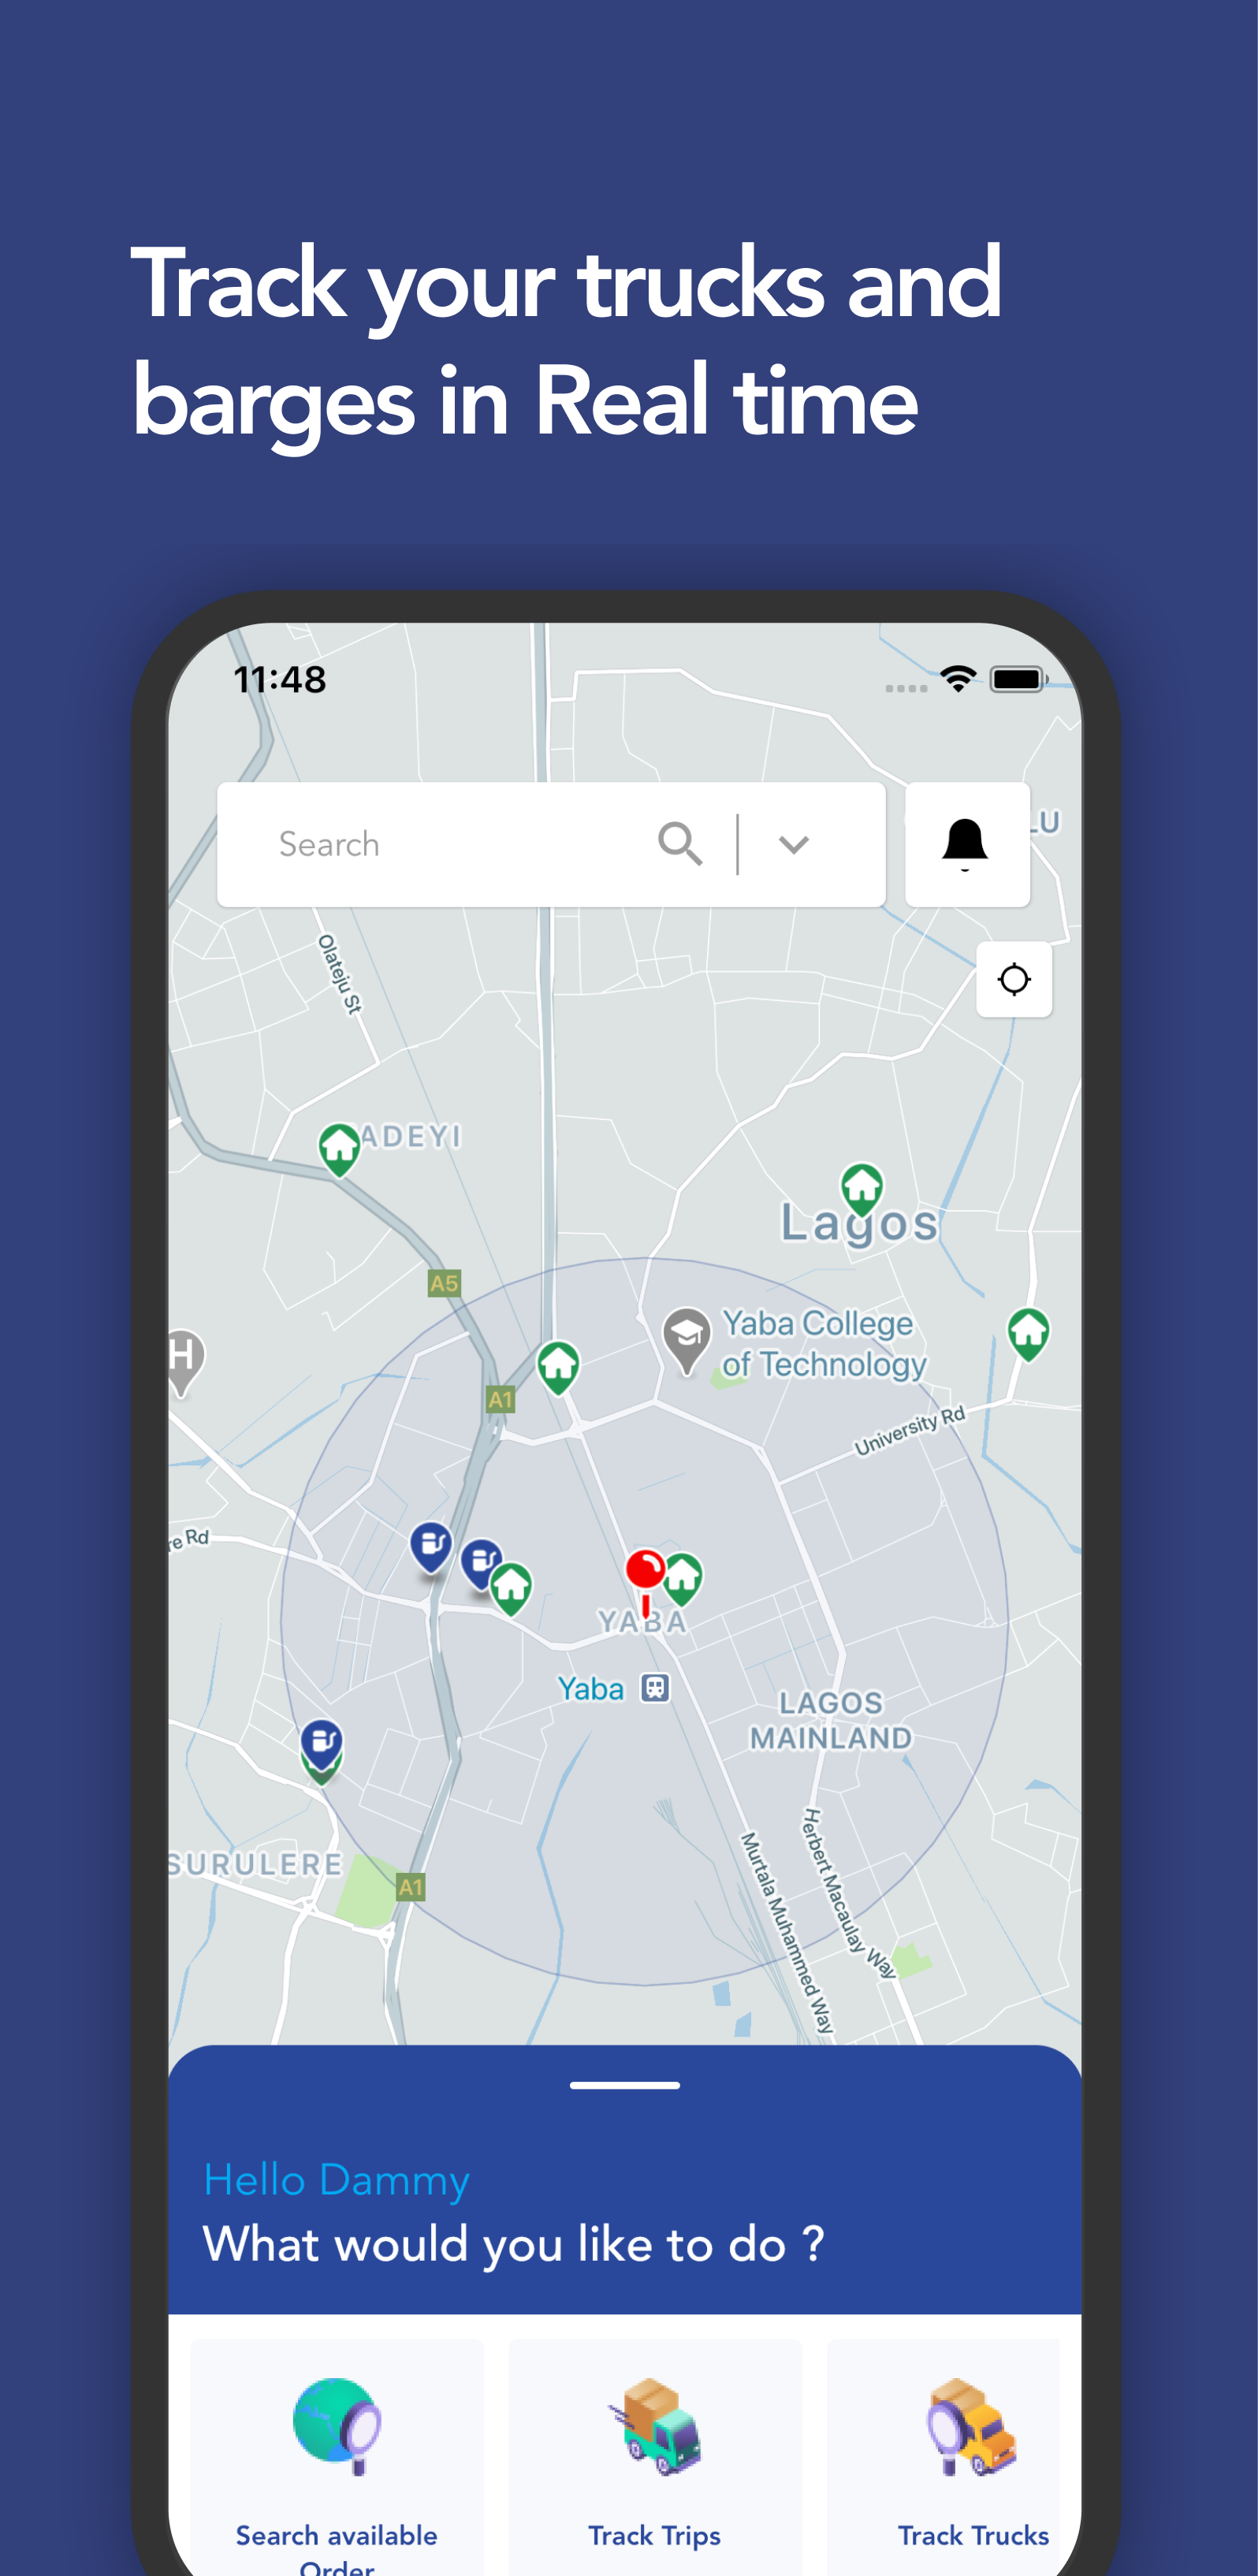 Track your trucks and
barges in Real time
11:48
Search
LU
Olateju St
ADEYI
Lagos
A5
Yaba College
of Technology
H
A1
University Rd
re Rd
YABA
Yaba
LAGOS
MAINLAND
Herbert Macaulay Way
Murtala Muhammed Way
SURULERE
A1
Hello Dammy
What would you like to do ?
Search available
Order
Track Trips
Track Trucks